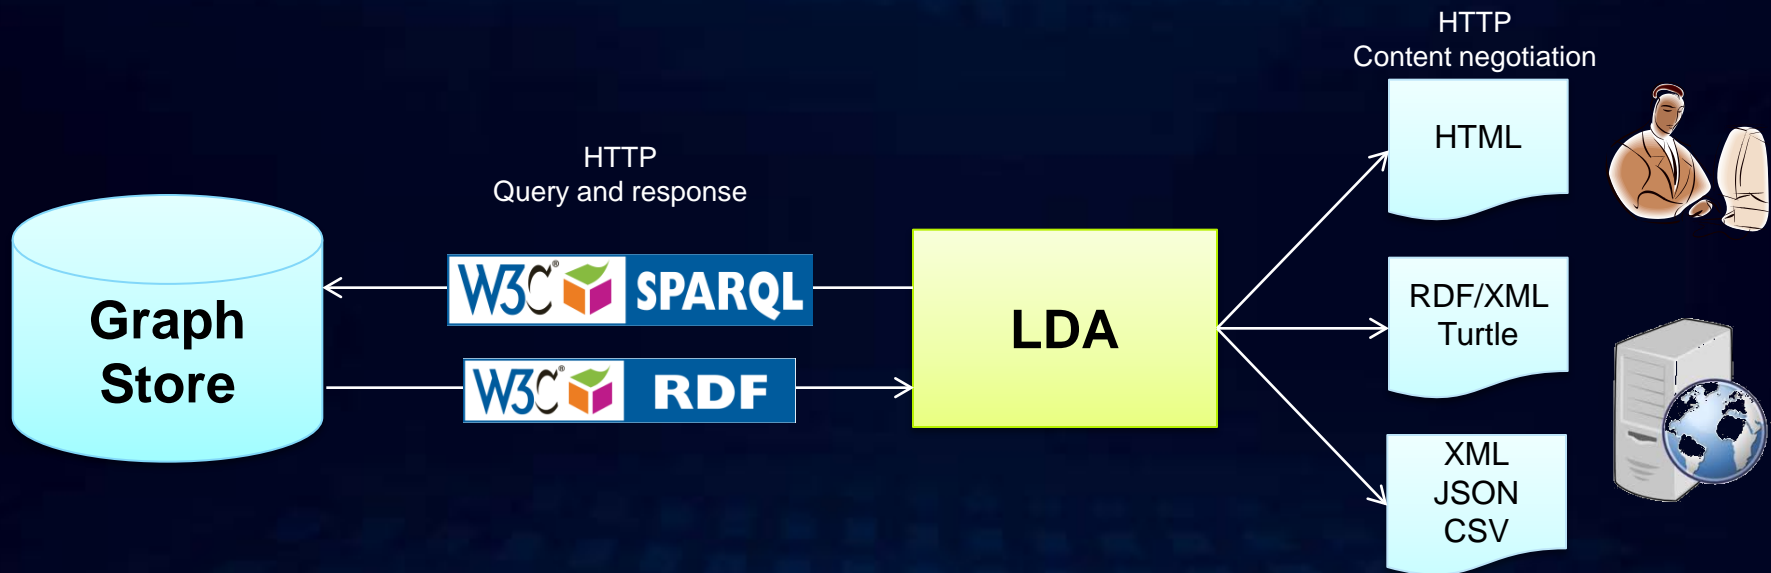 HTTP
Content negotiation
HTML
HTTP
Query and response
W3C® SPARQL
Graph
Store
LDA
RDF/XML
Turtle
W3C® RDF
XML
JSON
CSV